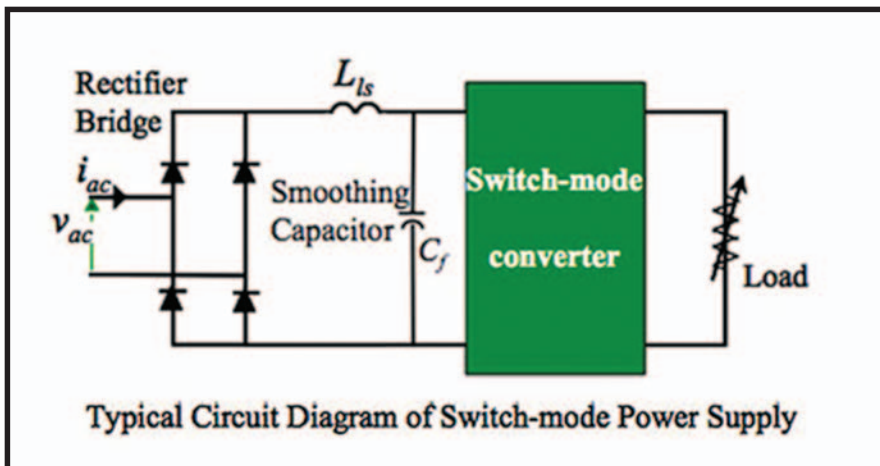 Rectifier
Bridge
L_ls
i_ac
v_ac
Smoothing
Capacitor
C_f
Switch-mode
converter
Load
Typical Circuit Diagram of Switch-mode Power Supply